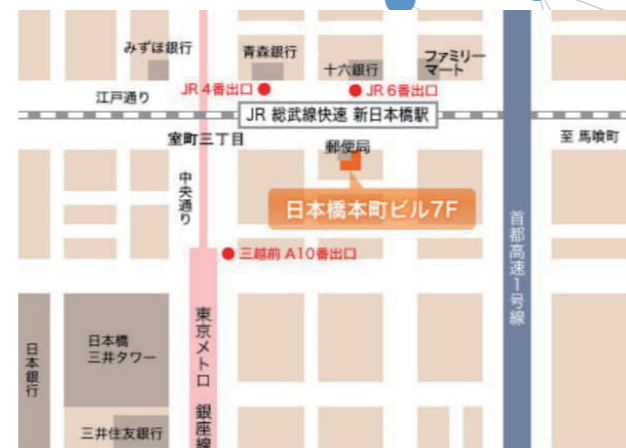 みずほ銀行
青森銀行
十六銀行
ファミリー
マート
JR 4番出口
JR 6番出口
江戸通り
JR 総武線快速 新日本橋駅
至 馬喰町
室町三丁目
郵便局
中央通り
日本橋本町ビル7F
首都高速1号線
三越前 A10番出口
東京メトロ 銀座線
日本銀行
日本橋
三井タワー
三井住友銀行